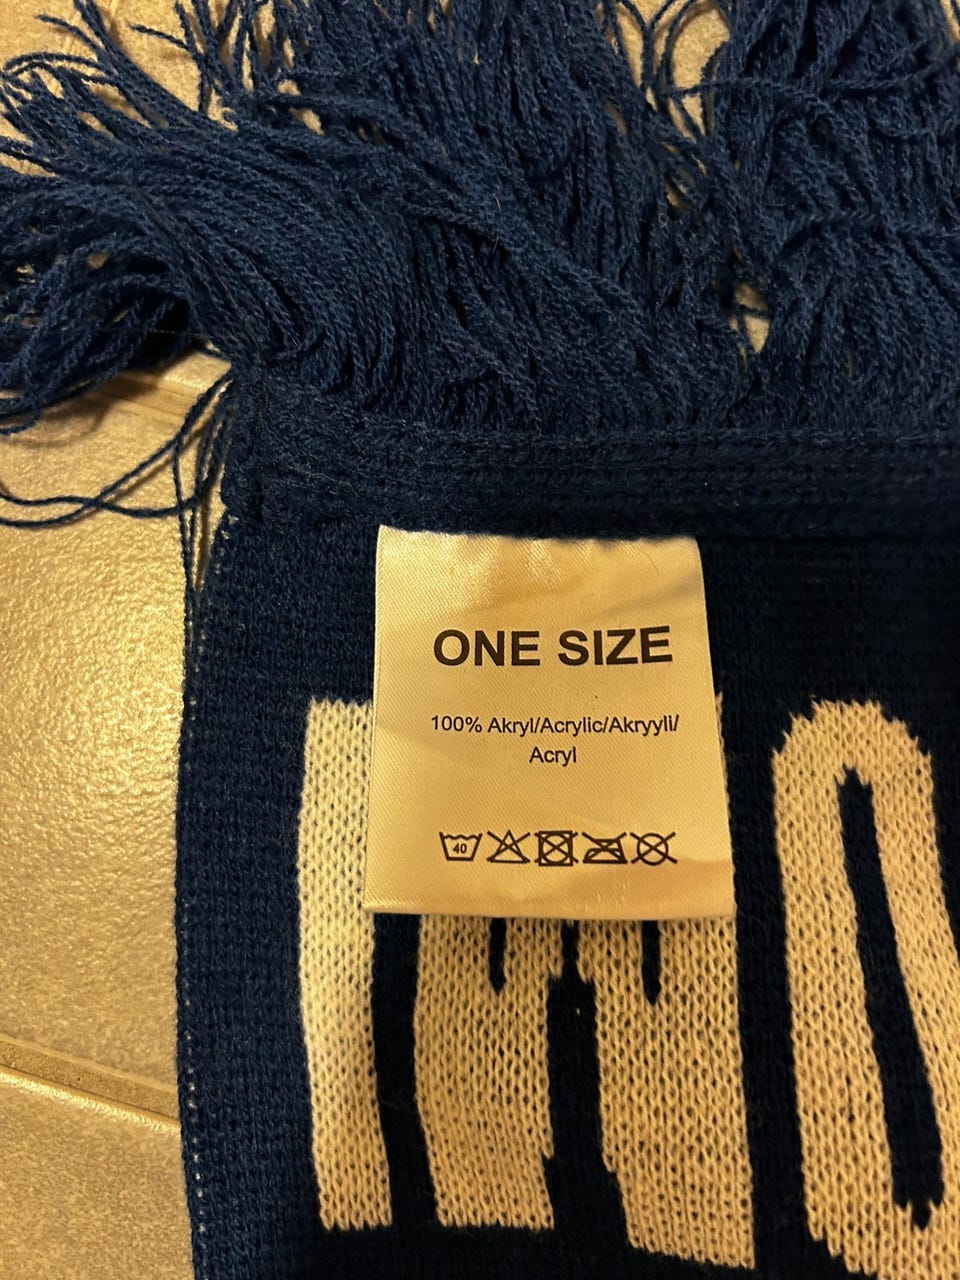 ONE SIZE
100% Akryl/Acrylic/Akryyli/
Acryl
40